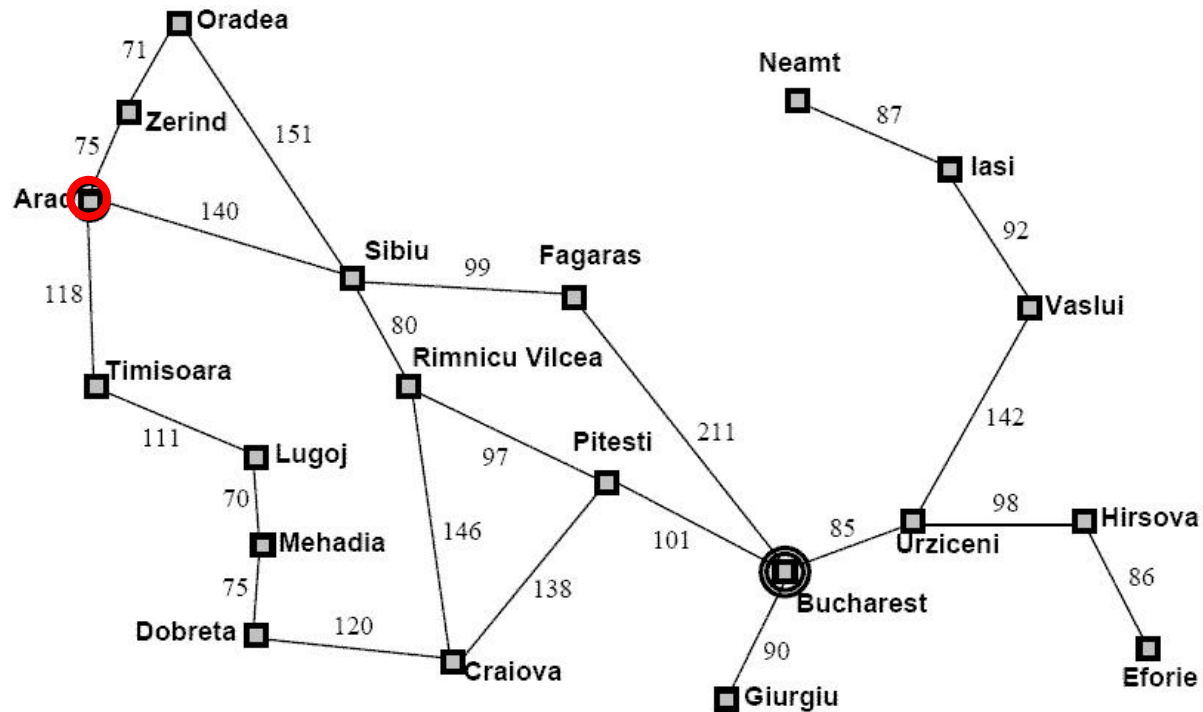 Oradea
71
Neamt
Zerind
87
75
151
Iasi
Arad
140
92
Sibiu
Fagaras
99
118
Vaslui
80
Timisoara
Rimnicu Vilcea
142
111
211
Lugoj
97
Pitesti
70
98
Hirsova
146
101
85
Urziceni
Mehadia
86
75
138
Bucharest
Dobreta
120
90
Craiova
Eforie
Giurgiu